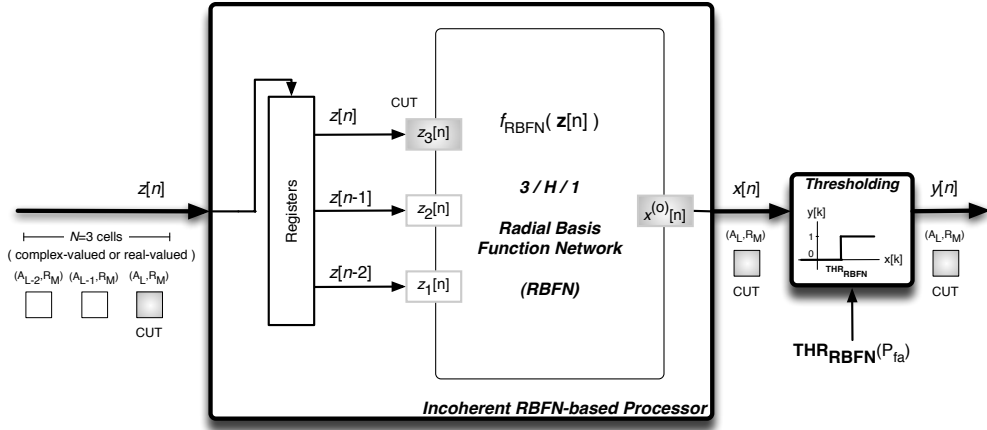 z[n]
N=3 cells
( complex-valued or real-valued )
(A_L-2,R_M) (A_L-1,R_M) (A_L,R_M)
CUT
Registers
z[n]
z[n-1]
z[n-2]
CUT
z_3[n]
z_2[n]
z_1[n]
f_RBFN( z[n] )
3 / H / 1
Radial Basis
Function Network
(RBFN)
x^(O)[n]
Incoherent RBFN-based Processor
x[n]
(A_L,R_M)
CUT
Thresholding
y[k]
1
0
x[k]
THR_RBFN
THR_RBFN(P_fa)
y[n]
(A_L,R_M)
CUT